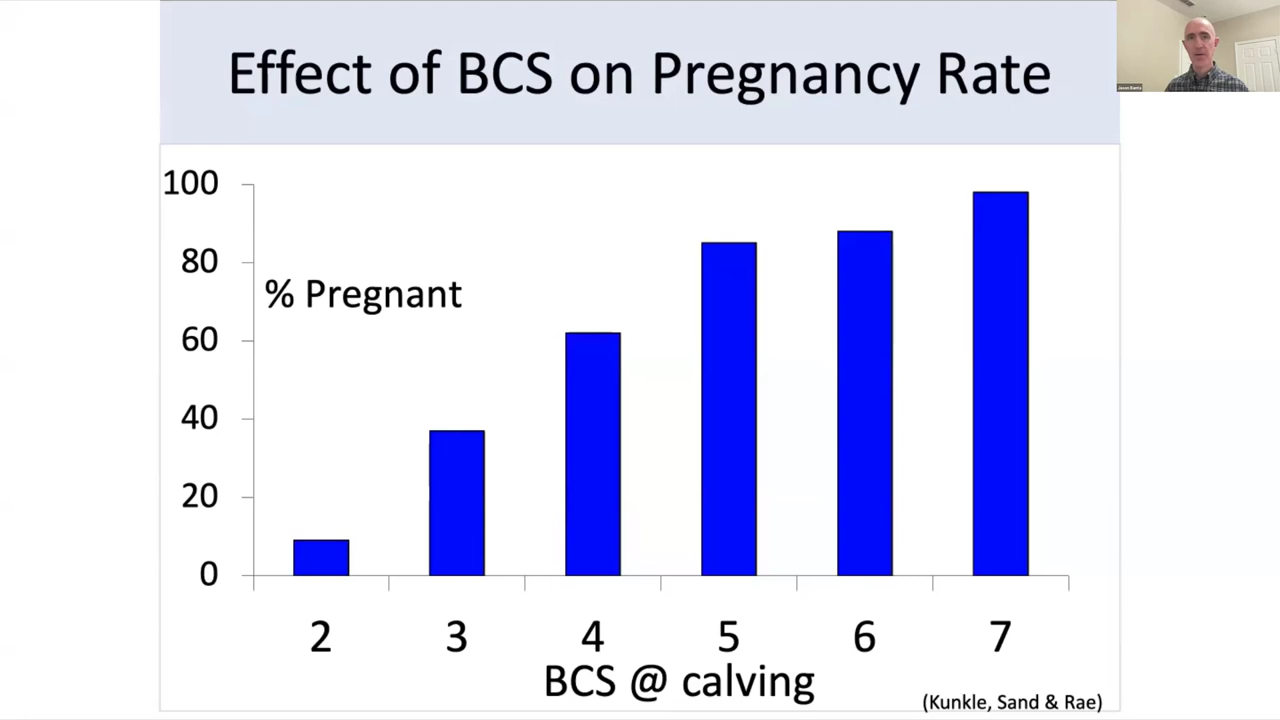 Effect of BCS on Pregnancy Rate
100
80
% Pregnant
60
40
20
0
2 3 4 5 6 7
BCS @ calving
(Kunkle, Sand & Rae)